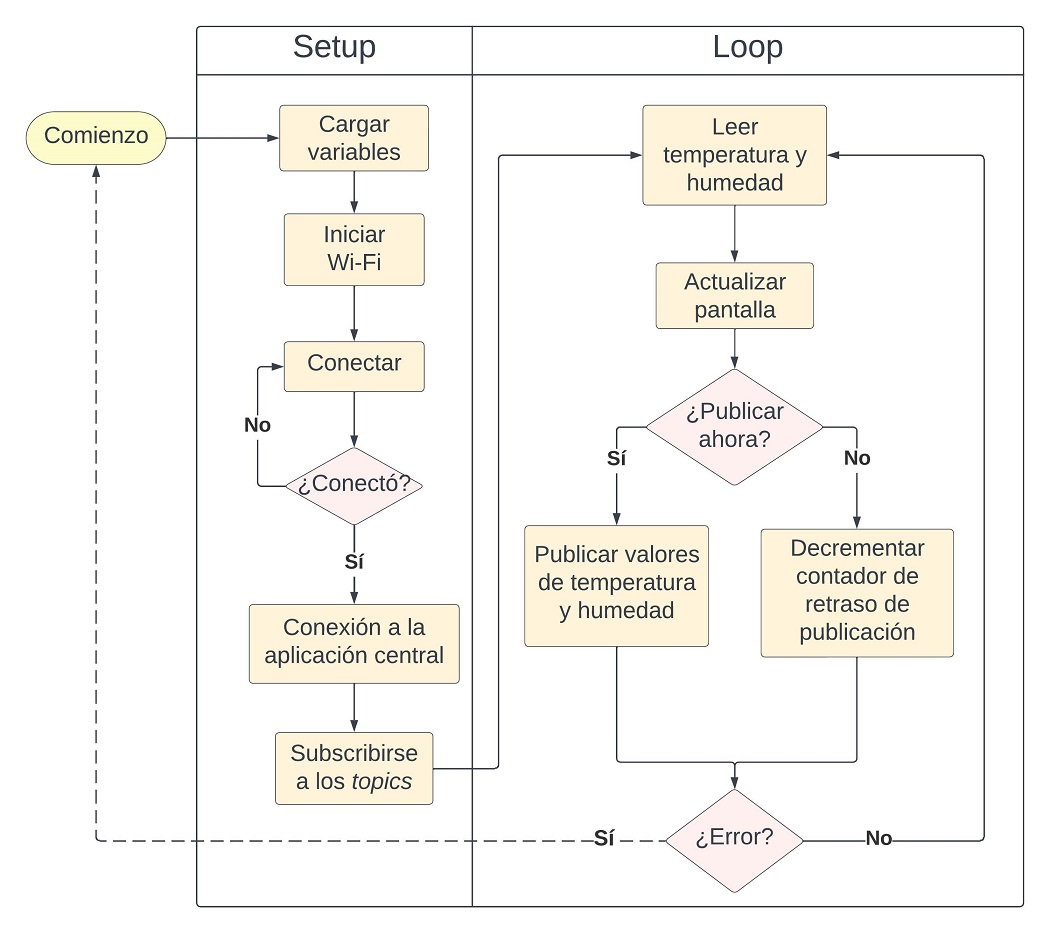 Setup
Loop
Comienzo
Cargar
variables
Iniciar
Wi-Fi
Conectar
No
¿Conectó?
Sí
Conexión a la
aplicación central
Subscribirse
a los topics
Leer
temperatura y
humedad
Actualizar
pantalla
¿Publicar
ahora?
Sí
No
Publicar valores
de temperatura
y humedad
Decrementar
contador de
retraso de
publicación
¿Error?
Sí
No